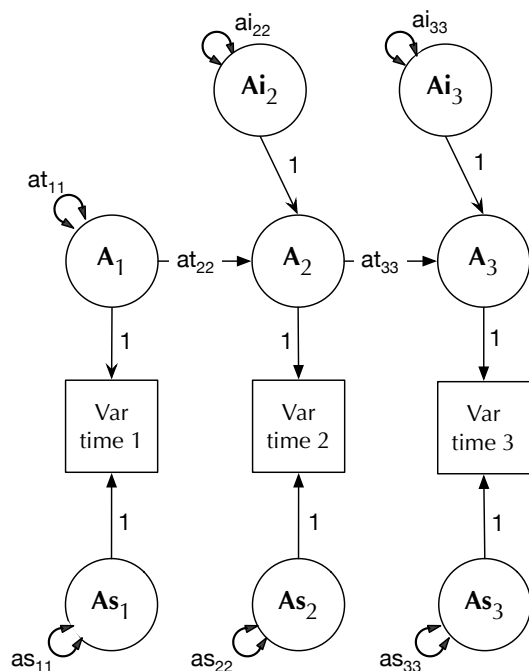 ai₂₂ ai₃₃
Ai₂ Ai₃
1 1
at₁₁
A₁ at₂₂ A₂ at₃₃ A₃
1 1 1
Var time 1
Var time 2
Var time 3
1 1 1
As₁ As₂ As₃
as₁₁ as₂₂ as₃₃